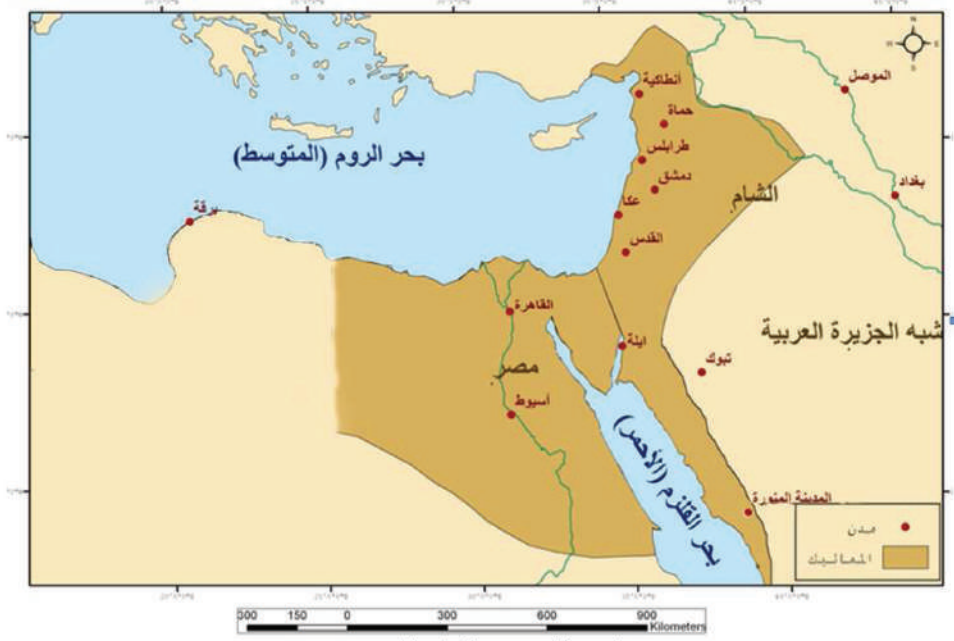 أنطاكية
الموصل
حماة
طرابلس
بحر الروم (المتوسط)
دمشق
الشام
بغداد
عكا
برقة
القدس
القاهرة
شبه الجزيرة العربية
ايلة
تبوك
مصر
أسيوط
بحر القلزم (الأحمر)
المدينة المنورة
مدن
المماليك
N
W E
S
300 150 0 300 600 900
Kilometers